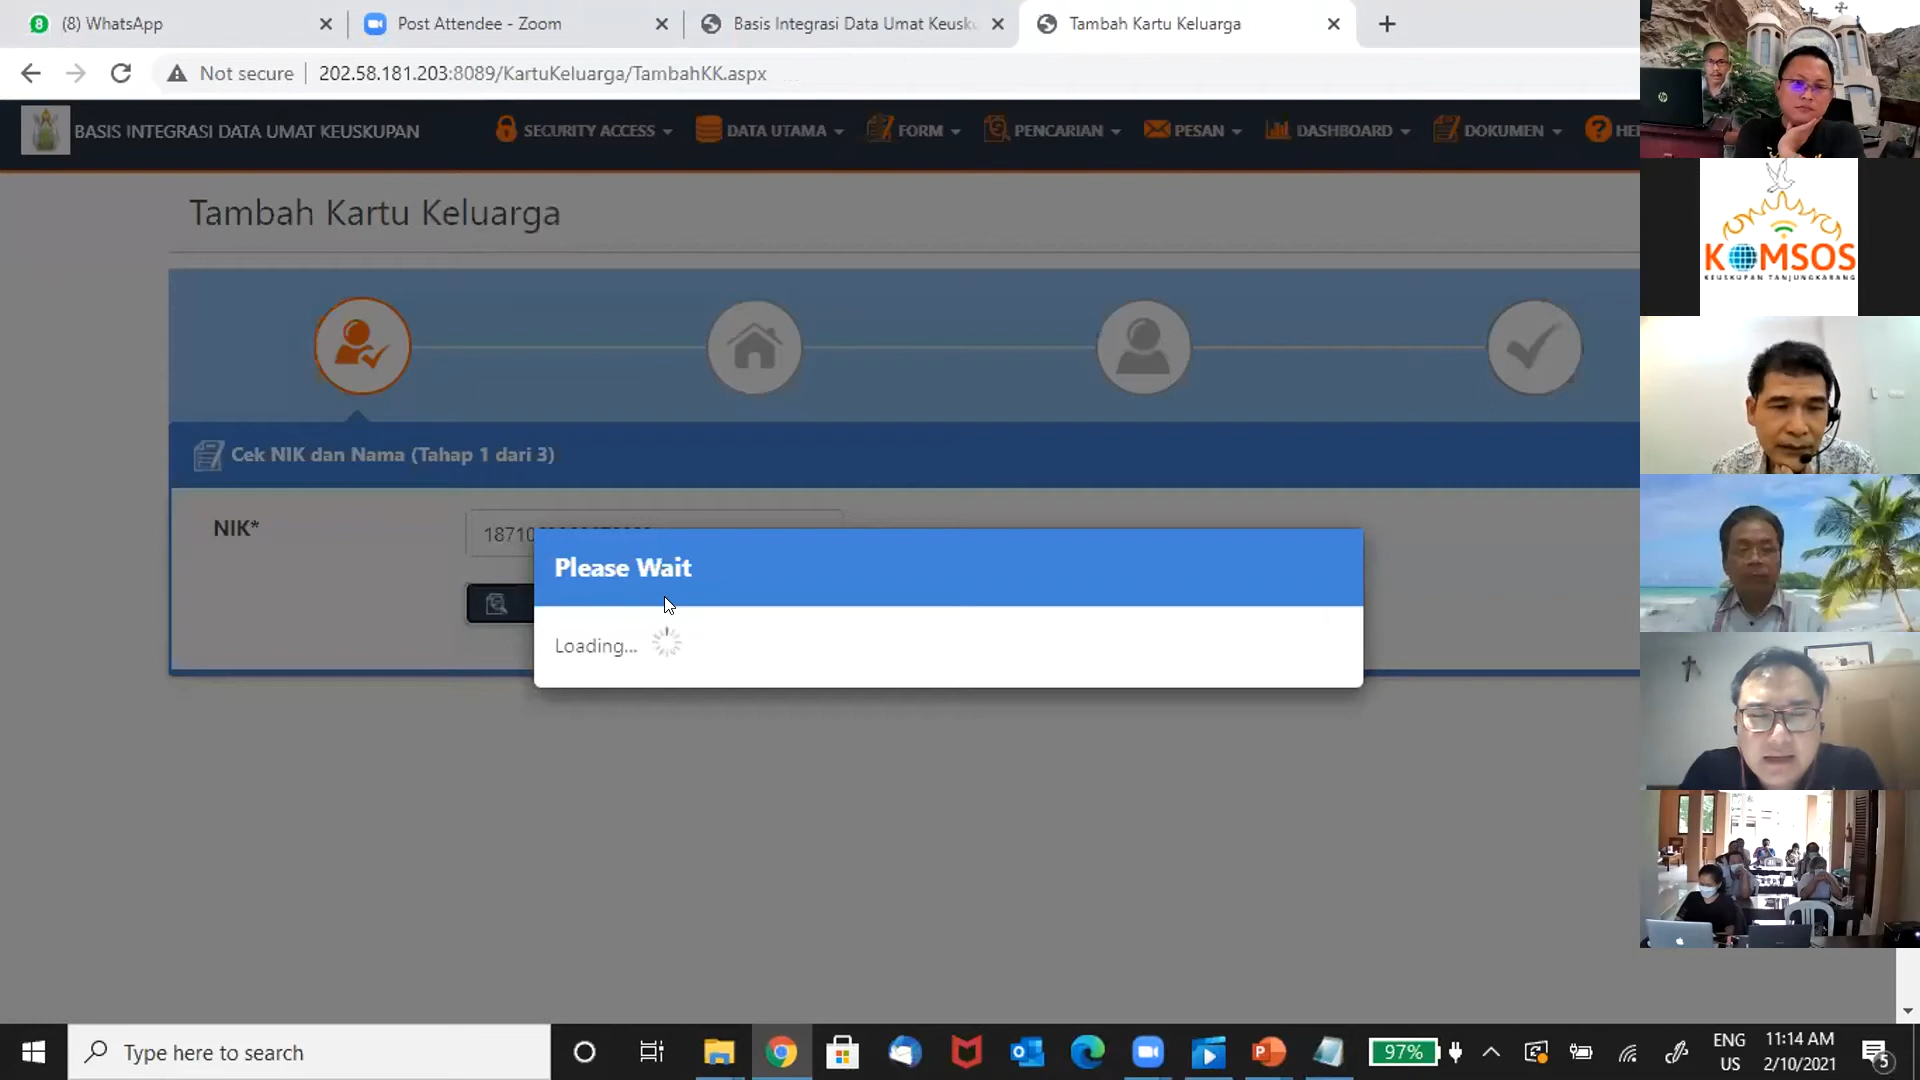 (8) WhatsApp
Post Attendee - Zoom
Basis Integrasi Data Umat Keusk
Tambah Kartu Keluarga
Not secure
202.58.181.203:8089/KartuKeluarga/TambahKK.aspx
BASIS INTEGRASI DATA UMAT KEUSKUPAN
SECURITY ACCESS
DATA UTAMA
FORM
PENCARIAN
PESAN
DASHBOARD
DOKUMEN
HE
Tambah Kartu Keluarga
KOMSOS
KEUSKUPAN TANJUNGKARANG
Cek NIK dan Nama (Tahap 1 dari 3)
NIK*
18710
Please Wait
Loading...
Type here to search
97%
ENG
US
11:14 AM
2/10/2021
5